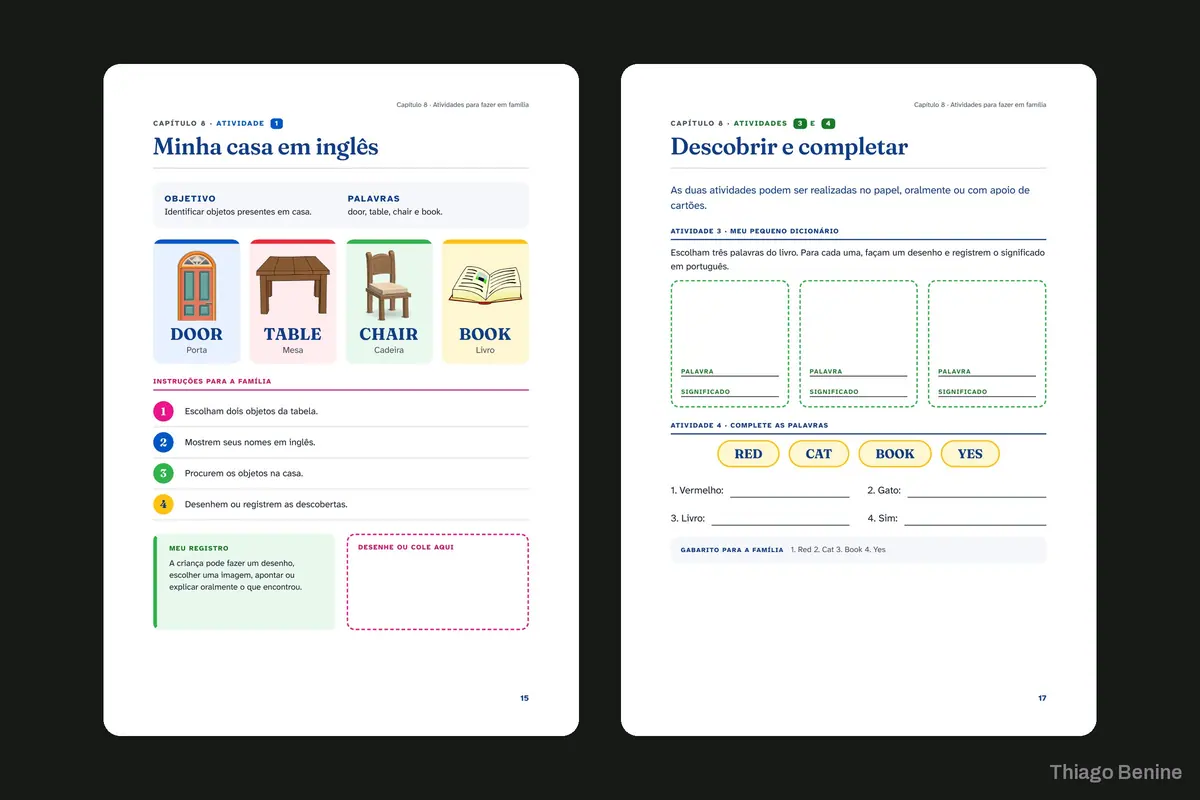 Capítulo 8 · Atividades para fazer em família
CAPÍTULO 8 · ATIVIDADE 1
Minha casa em inglês
OBJETIVO
Identificar objetos presentes em casa.
PALAVRAS
door, table, chair e book.
DOOR
Porta
TABLE
Mesa
CHAIR
Cadeira
BOOK
Livro
INSTRUÇÕES PARA A FAMÍLIA
1 Escolham dois objetos da tabela.
2 Mostrem seus nomes em inglês.
3 Procurem os objetos na casa.
4 Desenhem ou registrem as descobertas.
MEU REGISTRO
A criança pode fazer um desenho,
escolher uma imagem, apontar ou
explicar oralmente o que encontrou.
DESENHE OU COLE AQUI
15
Capítulo 8 · Atividades para fazer em família
CAPÍTULO 8 · ATIVIDADES 3 E 4
Descobrir e completar
As duas atividades podem ser realizadas no papel, oralmente ou com apoio de
cartões.
ATIVIDADE 3 · MEU PEQUENO DICIONÁRIO
Escolham três palavras do livro. Para cada uma, façam um desenho e registrem o significado
em português.
PALAVRA
SIGNIFICADO
PALAVRA
SIGNIFICADO
PALAVRA
SIGNIFICADO
ATIVIDADE 4 · COMPLETE AS PALAVRAS
RED CAT BOOK YES
1. Vermelho: 2. Gato:
3. Livro: 4. Sim:
GABARITO PARA A FAMÍLIA 1. Red 2. Cat 3. Book 4. Yes
17
Thiago Benine